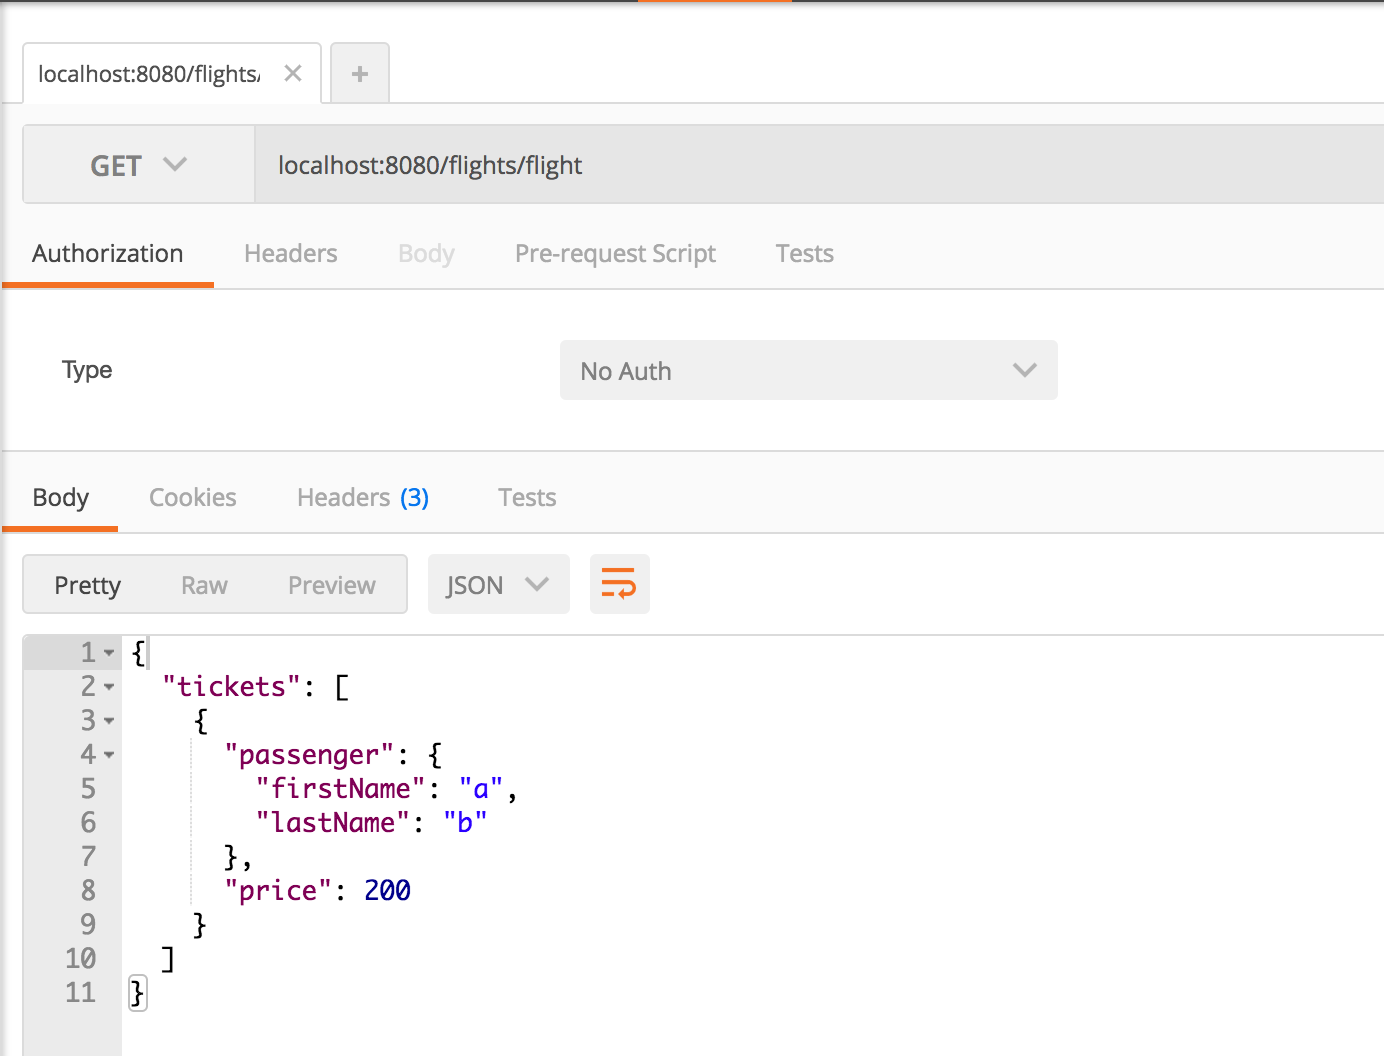 localhost:8080/flights/
GET localhost:8080/flights/flight
Authorization Headers Body Pre-request Script Tests
Type No Auth
Body Cookies Headers (3) Tests
Pretty Raw Preview JSON
1 {
2 "tickets": [
3 {
4 "passenger": {
5 "firstName": "a",
6 "lastName": "b"
7 },
8 "price": 200
9 }
10 ]
11 }